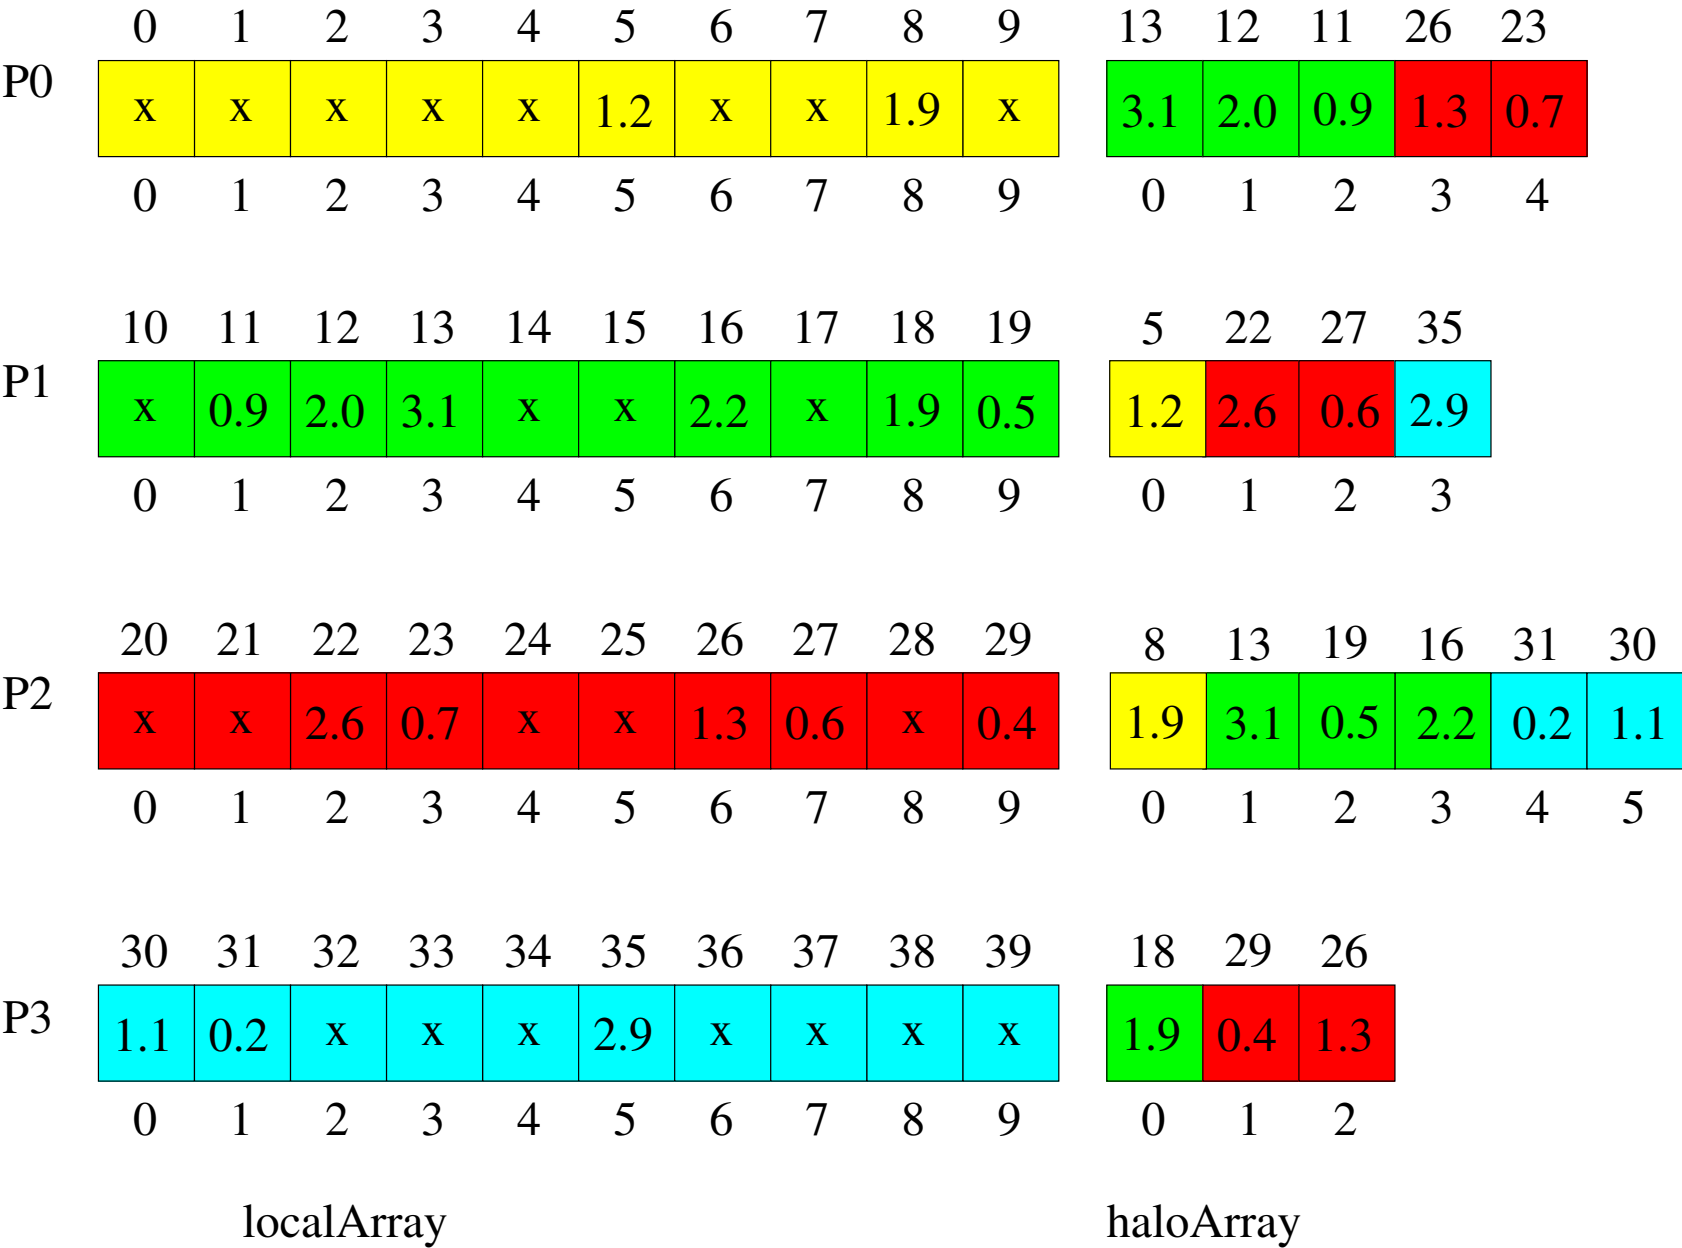 0 1 2 3 4 5 6 7 8 9 13 12 11 26 23
P0 x x x x x 1.2 x x 1.9 x 3.1 2.0 0.9 1.3 0.7
0 1 2 3 4 5 6 7 8 9 0 1 2 3 4
10 11 12 13 14 15 16 17 18 19 5 22 27 35
P1 x 0.9 2.0 3.1 x x 2.2 x 1.9 0.5 1.2 2.6 0.6 2.9
0 1 2 3 4 5 6 7 8 9 0 1 2 3
20 21 22 23 24 25 26 27 28 29 8 13 19 16 31 30
P2 x x 2.6 0.7 x x 1.3 0.6 x 0.4 1.9 3.1 0.5 2.2 0.2 1.1
0 1 2 3 4 5 6 7 8 9 0 1 2 3 4 5
30 31 32 33 34 35 36 37 38 39 18 29 26
P3 1.1 0.2 x x x 2.9 x x x x 1.9 0.4 1.3
0 1 2 3 4 5 6 7 8 9 0 1 2
localArray haloArray